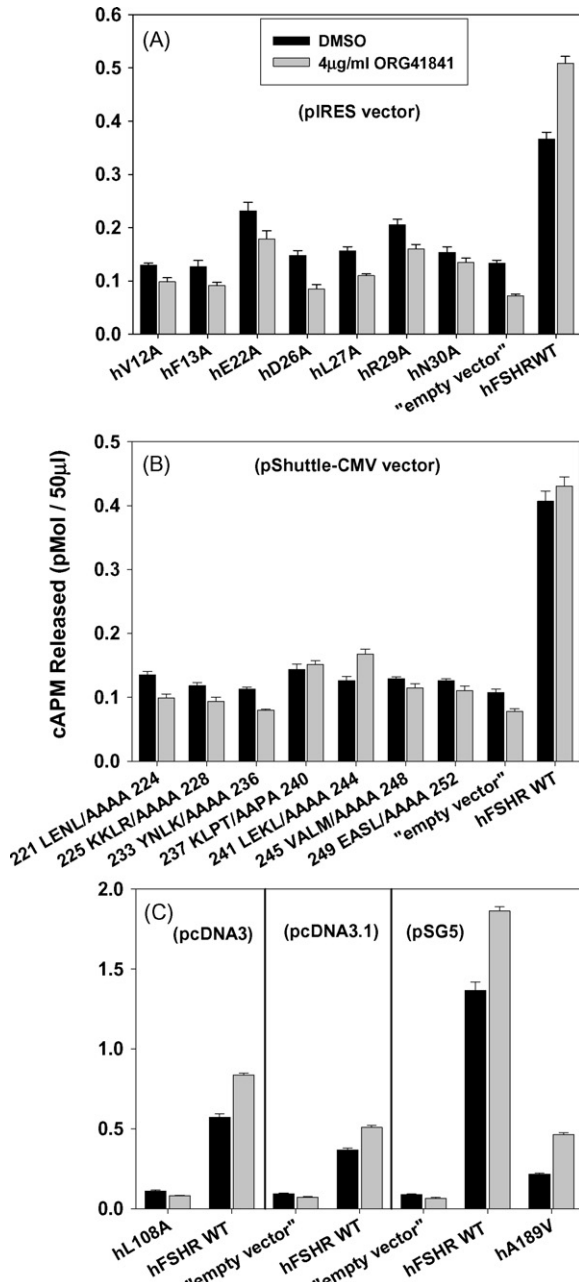 (A)
DMSO
4µg/ml ORG41841
(pIRES vector)
0.6
0.5
0.4
0.3
0.2
0.1
0.0
hV12A
hF13A
hE22A
hD26A
hL27A
hR29A
hN30A
"empty vector"
hFSHRWT
cAPM Released (pMol / 50µl)
(B)
(pShuttle-CMV vector)
0.5
0.4
0.3
0.2
0.1
0.0
221 LENL/AAAA 224
225 KKLR/AAAA 228
233 YNLK/AAAA 236
237 KLPT/AAPA 240
241 LEKL/AAAA 244
245 VALM/AAAA 248
249 EASL/AAAA 252
"empty vector"
hFSHR WT
(C)
(pcDNA3)
(pcDNA3.1)
(pSG5)
2.0
1.5
1.0
0.5
0.0
hL108A
hFSHR WT
"empty vector"
hFSHR WT
"empty vector"
hFSHR WT
hA189V